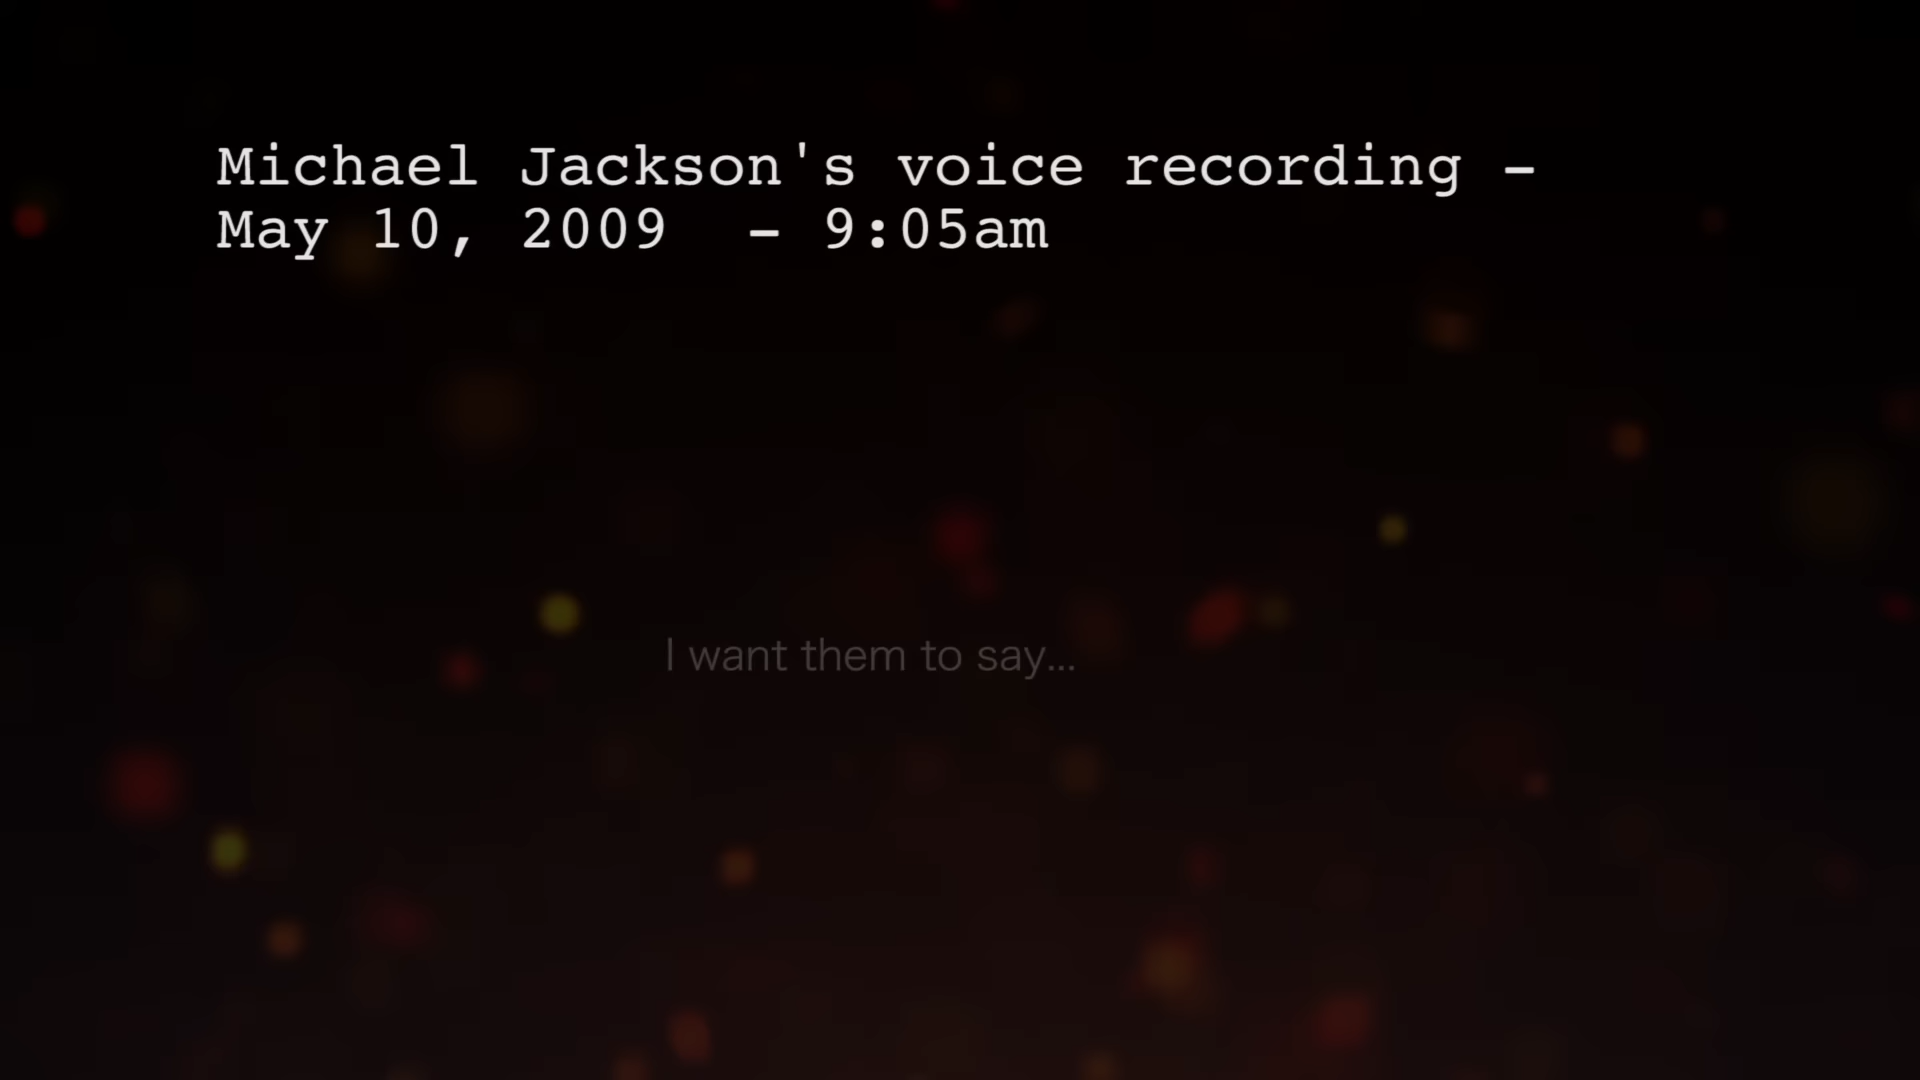 Michael Jackson's voice recording –
May 10, 2009  – 9:05am
I want them to say...